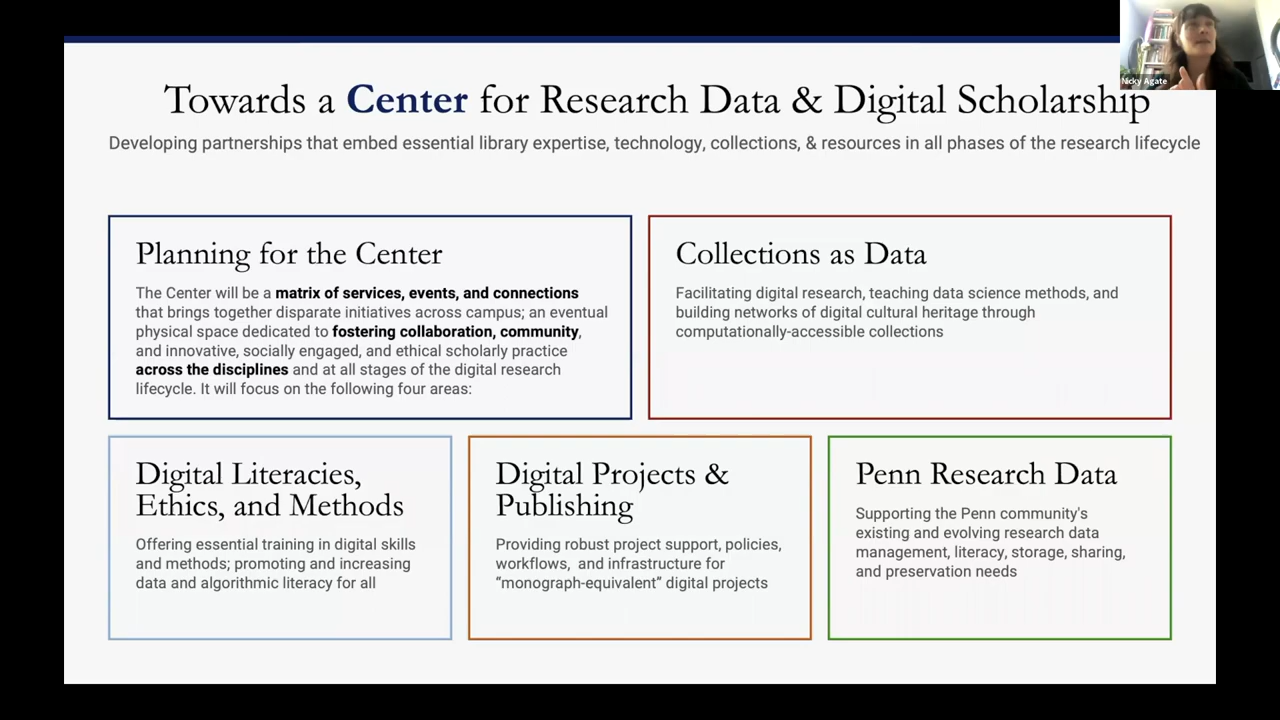 Nicky Agate
Towards a Center for Research Data & Digital Scholarship
Developing partnerships that embed essential library expertise, technology, collections, & resources in all phases of the research lifecycle
Planning for the Center
The Center will be a matrix of services, events, and connections
that brings together disparate initiatives across campus; an eventual
physical space dedicated to fostering collaboration, community,
and innovative, socially engaged, and ethical scholarly practice
across the disciplines and at all stages of the digital research
lifecycle. It will focus on the following four areas:
Collections as Data
Facilitating digital research, teaching data science methods, and
building networks of digital cultural heritage through
computationally-accessible collections
Digital Literacies,
Ethics, and Methods
Offering essential training in digital skills
and methods; promoting and increasing
data and algorithmic literacy for all
Digital Projects &
Publishing
Providing robust project support, policies,
workflows, and infrastructure for
“monograph-equivalent” digital projects
Penn Research Data
Supporting the Penn community's
existing and evolving research data
management, literacy, storage, sharing,
and preservation needs